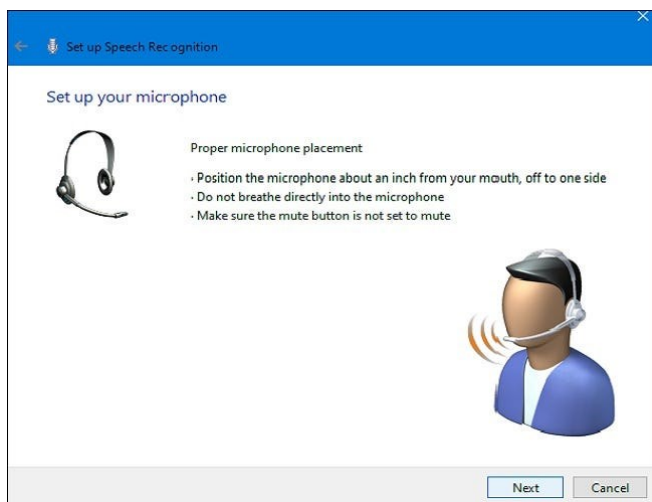 Set up Speech Recognition
Set up your microphone
Proper microphone placement
· Position the microphone about an inch from your mouth, off to one side
· Do not breathe directly into the microphone
· Make sure the mute button is not set to mute
Next
Cancel